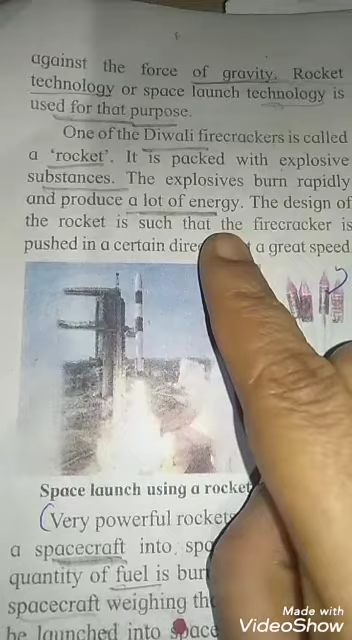 against the force of gravity. Rocket
technology or space launch technology is
used for that purpose.
One of the Diwali firecrackers is called
a ‘rocket’. It is packed with explosive
substances. The explosives burn rapidly
and produce a lot of energy. The design of
the rocket is such that the firecracker is
pushed in a certain a great speed
Space launch using a rocket
(Very powerful rockets
a spacecraft into
quantity of fuel is
spacecraft weighing
be launched into space
Made with
VideoShow